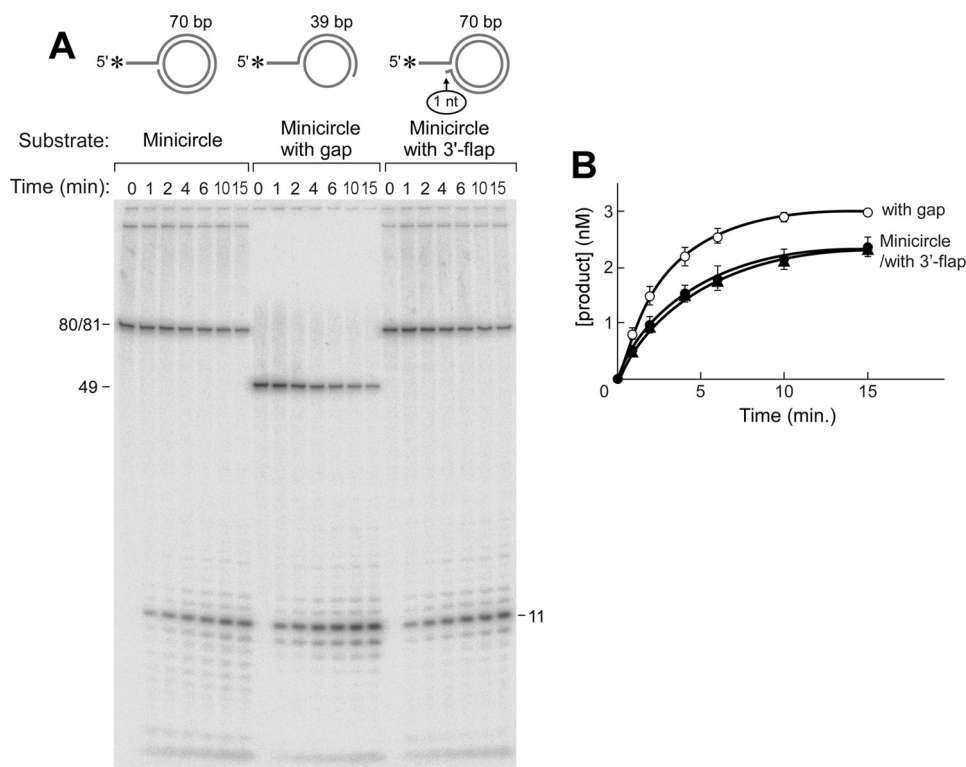 A
70 bp 39 bp 70 bp
5'* 5'* 5'*
1 nt
Substrate: Minicircle Minicircle with gap Minicircle with 3'-flap
Time (min): 0 1 2 4 6 10 15 0 1 2 4 6 10 15 0 1 2 4 6 10 15
80/81
49
11
B
[product] (nM)
3
2
1
0
5 10 15
Time (min.)
with gap
Minicircle
/with 3'-flap